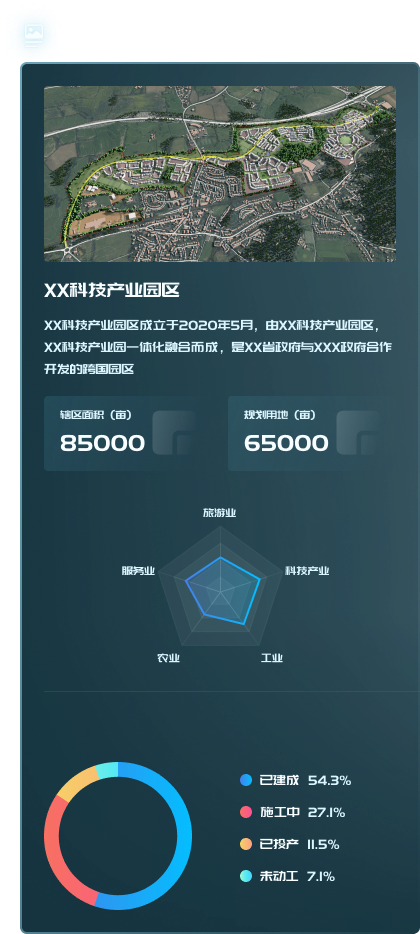 XX科技产业园区
XX科技产业园区成立于2020年5月，由XX科技产业园区，
XX科技产业园一体化融合而成，是XX省政府与XXX政府合作
开发的跨国园区
辖区面积（亩）
85000
规划用地（亩）
65000
旅游业
服务业
科技产业
农业
工业
已建成 54.3%
施工中 27.1%
已投产 11.5%
未动工 7.1%